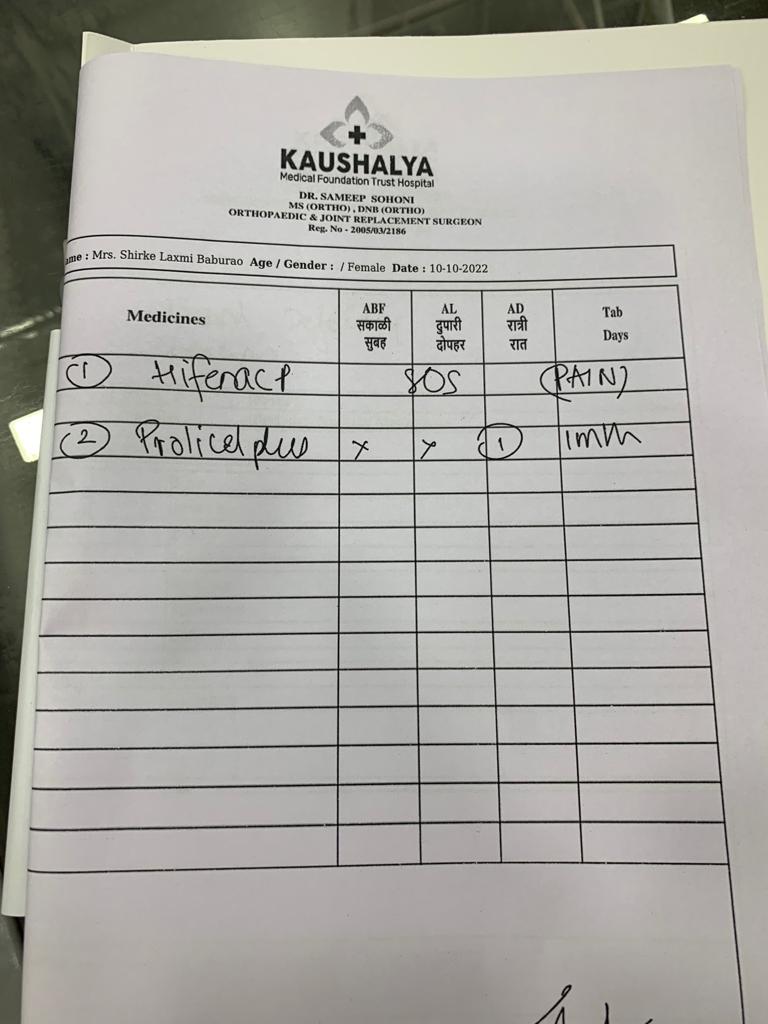 KAUSHALYA
Medical Foundation Trust Hospital
DR. SAMEEP SOHONI
MS (ORTHO) , DNB (ORTHO)
ORTHOPAEDIC & JOINT REPLACEMENT SURGEON
Reg. No - 2005/03/2186
ame : Mrs. Shirke Laxmi Baburao Age / Gender : / Female Date : 10-10-2022
Medicines ABF सकाळी सुबह AL दुपारी दोपहर AD रात्री रात Tab Days
(1) Hifenac P SOS (PAIN)
(2) Prolicel plus x x (1) 1mth